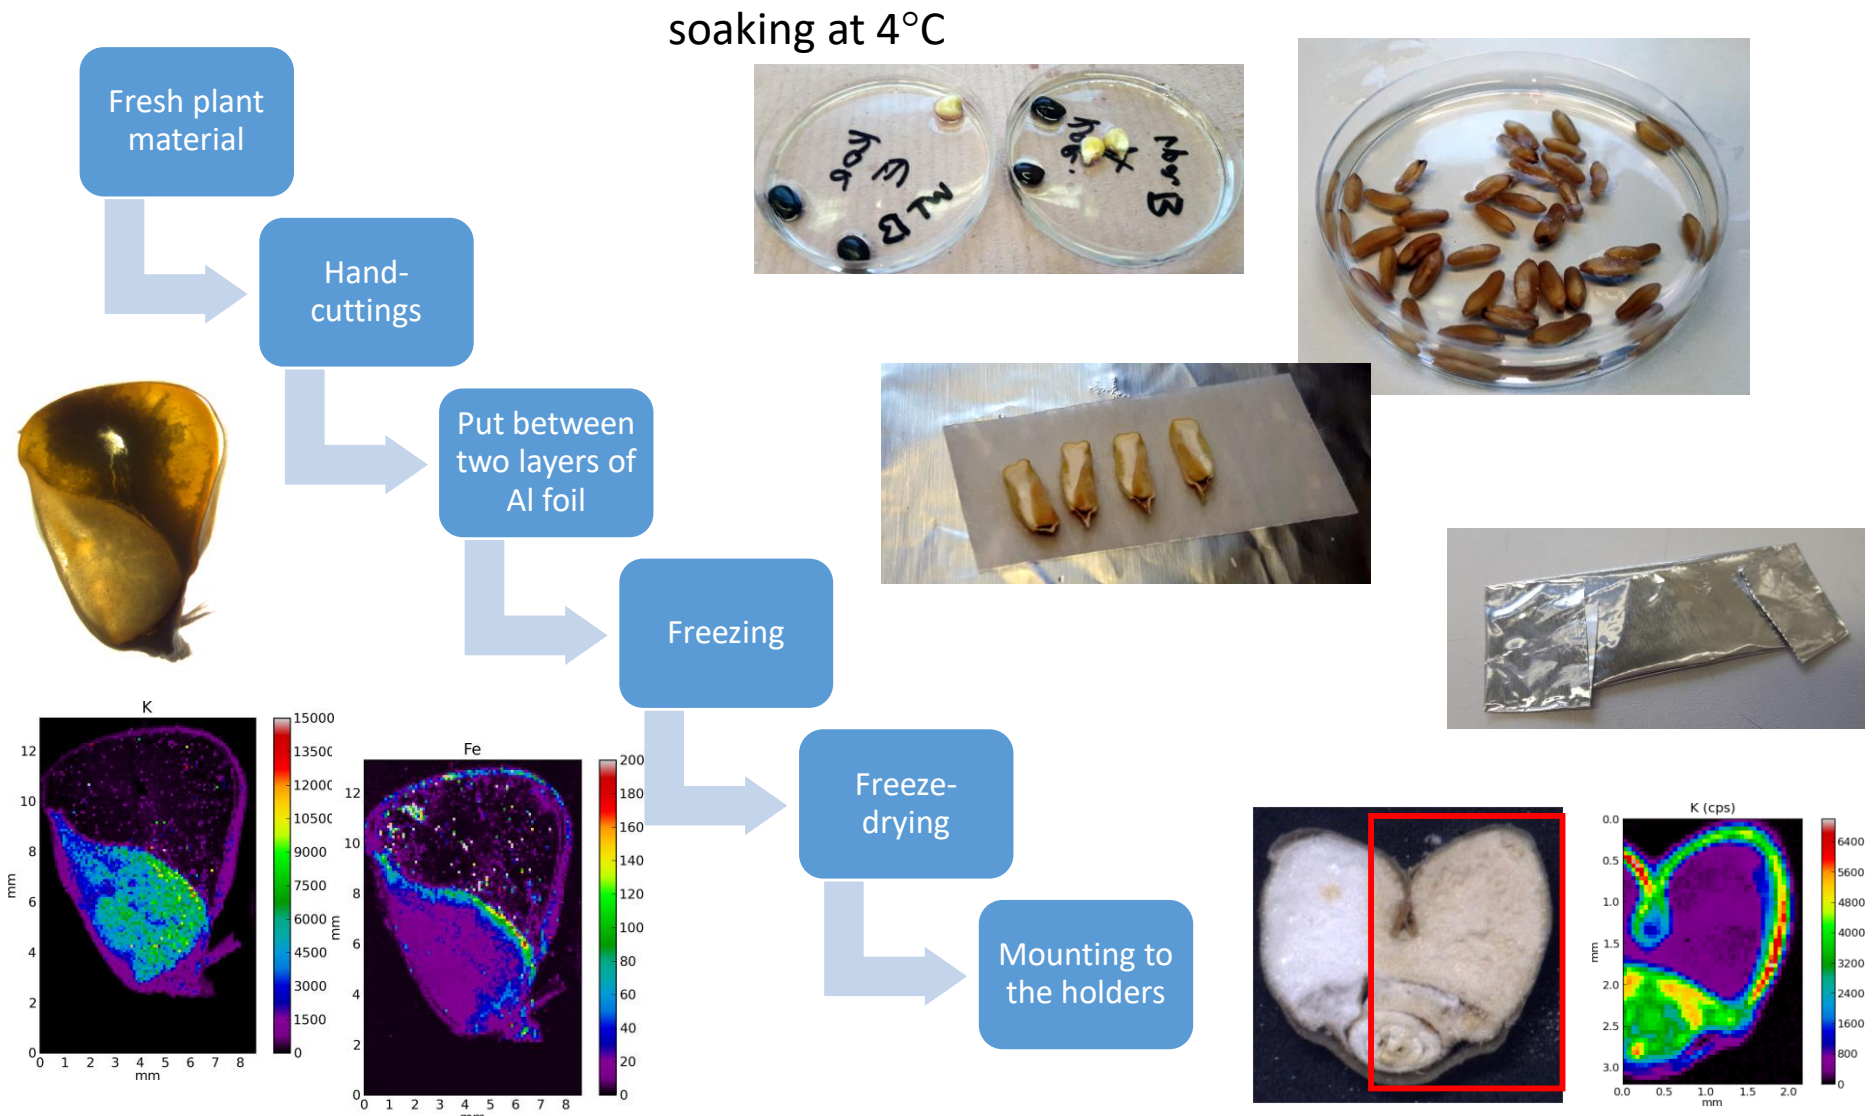 soaking at 4°C
Fresh plant
material
Hand-
cuttings
Put between
two layers of
Al foil
Freezing
Freeze-
drying
Mounting to
the holders
K
15000
13500
12000
10500
9000
7500
6000
4500
3000
1500
0
12
10
8
6
4
2
0
mm
0 1 2 3 4 5 6 7 8
mm
Fe
200
180
160
140
120
100
80
60
40
20
0
12
10
8
6
4
2
0
mm
0 1 2 3 4 5 6 7 8
mm
K (cps)
0.0
0.5
1.0
1.5
2.0
2.5
3.0
mm
0.0 0.5 1.0 1.5 2.0
mm
6400
5600
4800
4000
3200
2400
1600
800
0